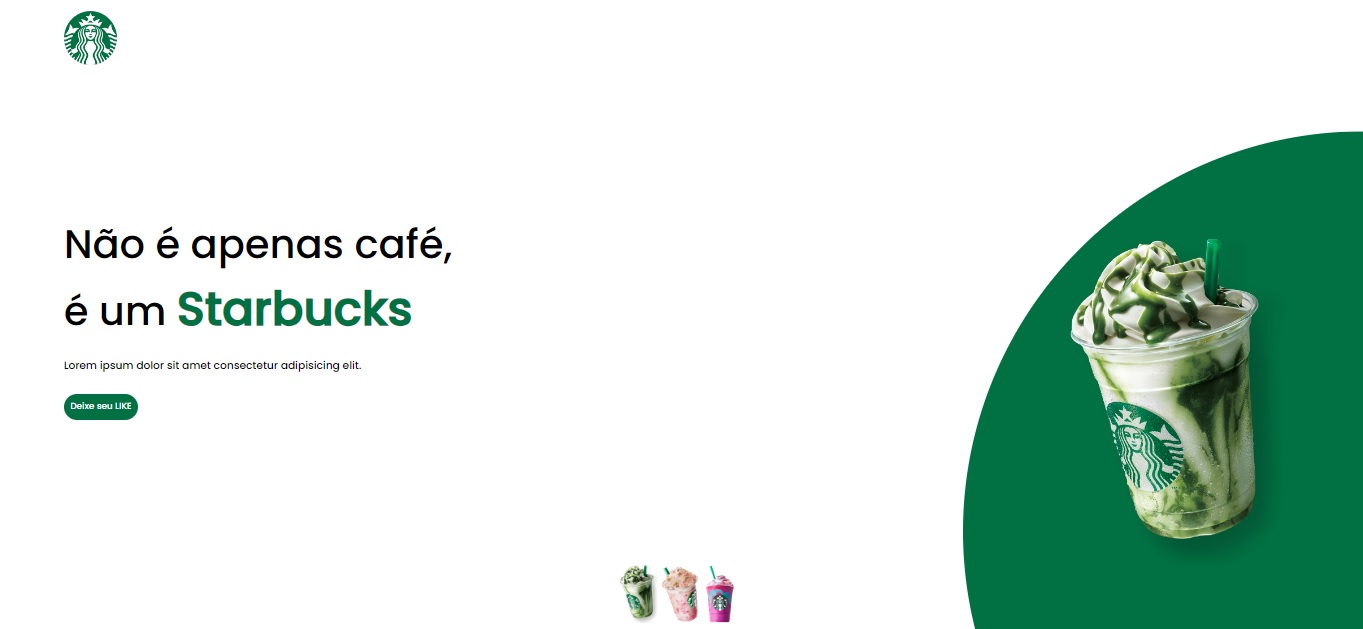 Não é apenas café,
é um Starbucks
Lorem ipsum dolor sit amet consectetur adipisicing elit.
Deixe seu LIKE